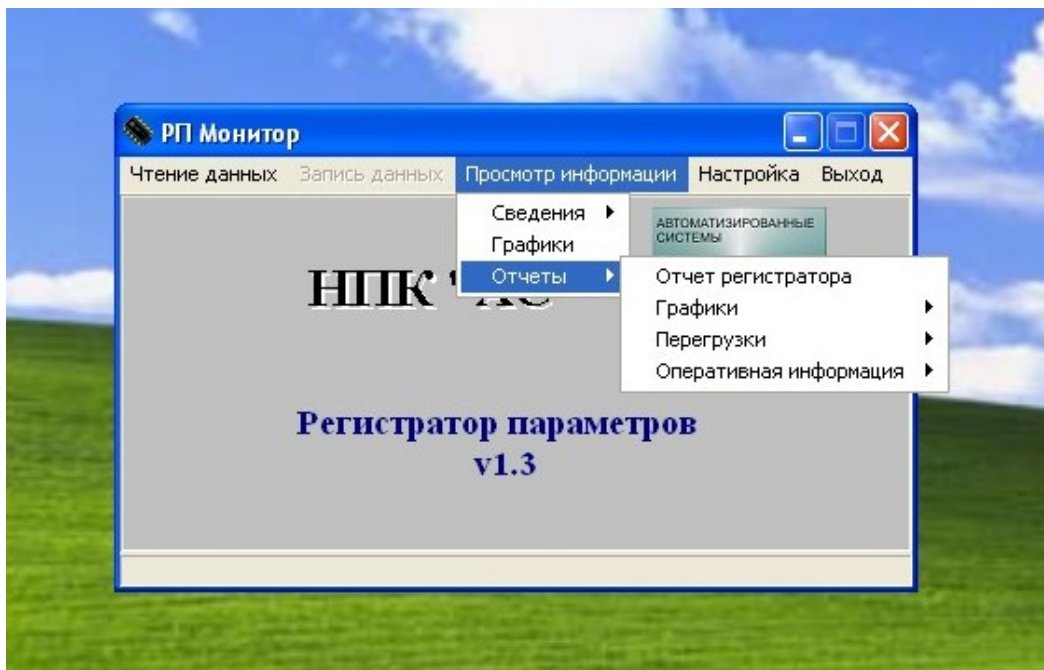 РП Монитор
Чтение данных Запись данных Просмотр информации Настройка Выход
Сведения
Графики
Отчеты
АВТОМАТИЗИРОВАННЫЕ
СИСТЕМЫ
НПК "АС"
Отчет регистратора
Графики
Перегрузки
Оперативная информация
Регистратор параметров
v1.3